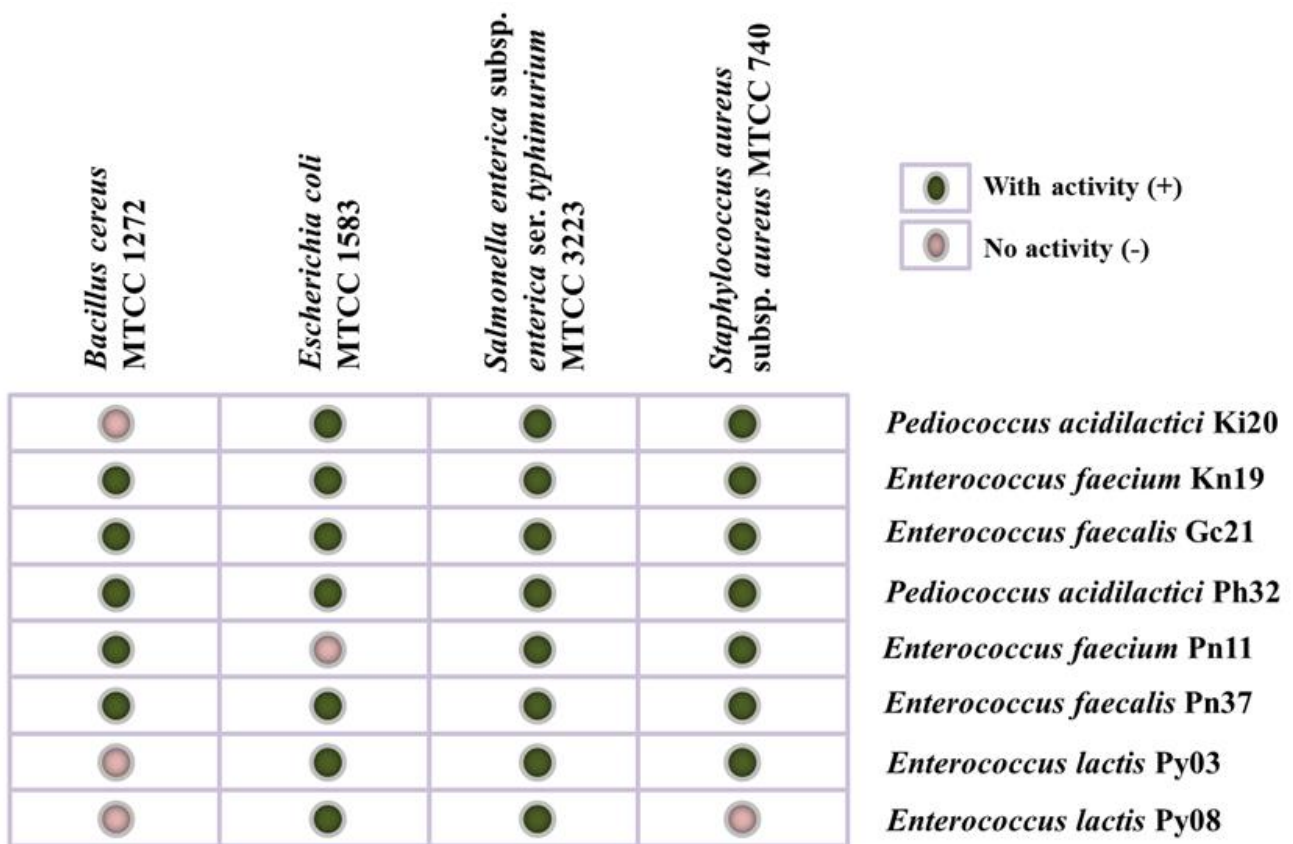 Bacillus cereus
MTCC 1272
Escherichia coli
MTCC 1583
Salmonella enterica subsp.
enterica ser. typhimurium
MTCC 3223
Staphylococcus aureus
subsp. aureus MTCC 740
With activity (+)
No activity (-)
Pediococcus acidilactici Ki20
Enterococcus faecium Kn19
Enterococcus faecalis Gc21
Pediococcus acidilactici Ph32
Enterococcus faecium Pn11
Enterococcus faecalis Pn37
Enterococcus lactis Py03
Enterococcus lactis Py08